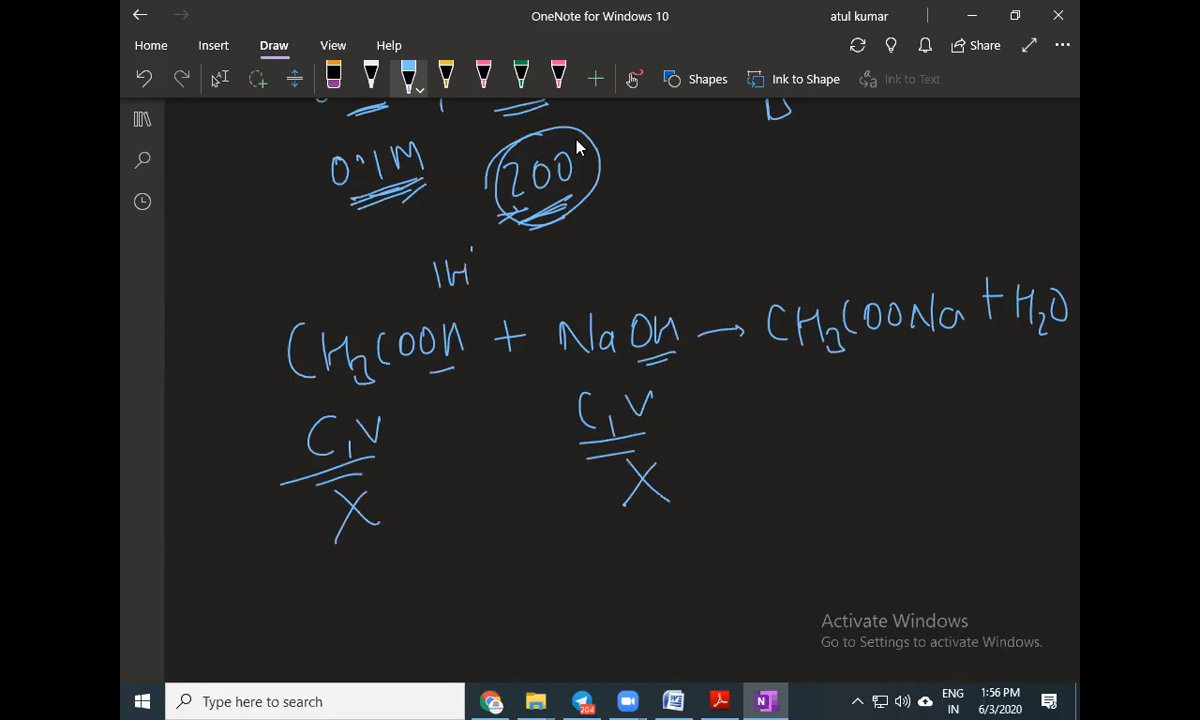 OneNote for Windows 10
atul kumar
Home Insert Draw View Help
Share
Shapes
Ink to Shape
Ink to Text
0.1M 200
CH3COOH + NaOH → CH3COONa + H2O
C1V C1V
X X
Activate Windows
Go to Settings to activate Windows.
Type here to search
204
ENG
IN
1:56 PM
6/3/2020